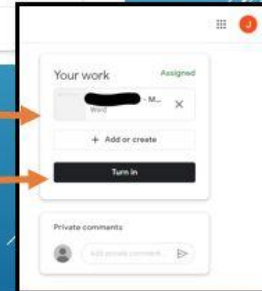 J
Your work
Assigned
- M...
Word
+ Add or create
Turn in
Private comments
Add private comment...